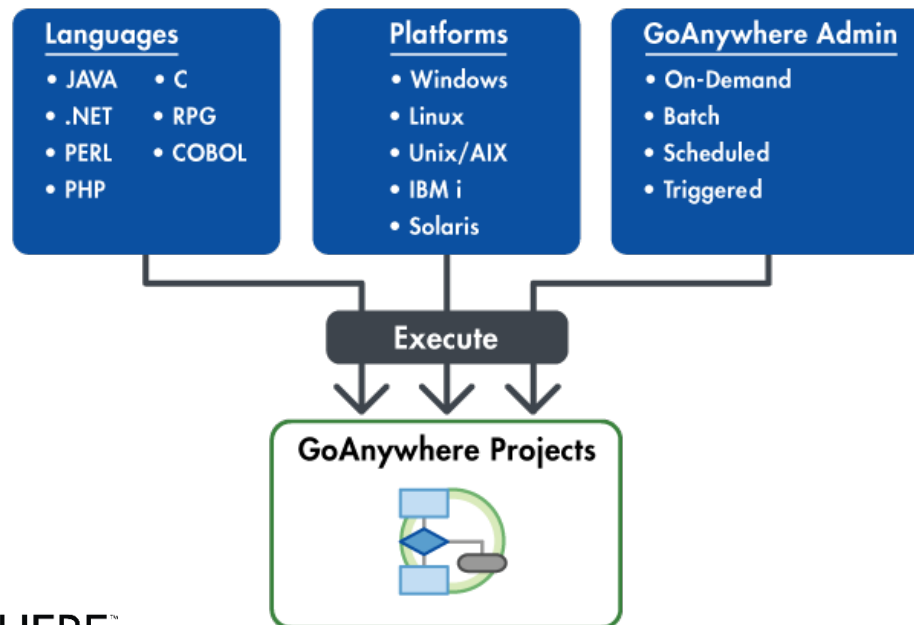 Languages
• JAVA • C
• .NET • RPG
• PERL • COBOL
• PHP
Platforms
• Windows
• Linux
• Unix/AIX
• IBM i
• Solaris
GoAnywhere Admin
• On-Demand
• Batch
• Scheduled
• Triggered
Execute
GoAnywhere Projects